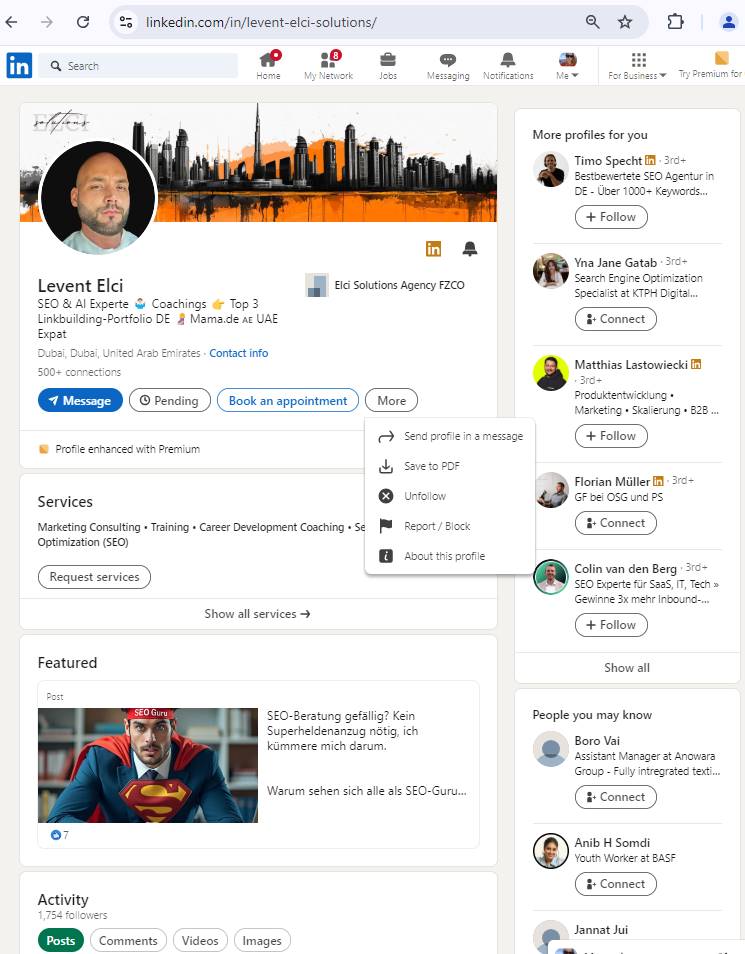 linkedin.com/in/levent-elci-solutions/
in
Search
Home
8
My Network
Jobs
Messaging
Notifications
Me
For Business
Try Premium for
ELCI
solutions
in
Levent Elci
SEO & AI Experte Coachings 👉 Top 3
Linkbuilding-Portfolio DE Mama.de AE UAE
Expat
Elci Solutions Agency FZCO
Dubai, Dubai, United Arab Emirates · Contact info
500+ connections
Message
Pending
Book an appointment
More
Send profile in a message
Save to PDF
Unfollow
Report / Block
About this profile
Profile enhanced with Premium
Services
Marketing Consulting • Training • Career Development Coaching • Se
Optimization (SEO)
Request services
Show all services →
Featured
Post
SEO Guru
SEO-Beratung gefällig? Kein
Superheldenanzug nötig, ich
kümmere mich darum.
Warum sehen sich alle als SEO-Guru...
7
Activity
1,754 followers
Posts
Comments
Videos
Images
More profiles for you
Timo Specht in · 3rd+
Bestbewertete SEO Agentur in
DE - Über 1000+ Keywords...
+ Follow
Yna Jane Gatab · 3rd+
Search Engine Optimization
Specialist at KTPH Digital...
Connect
Matthias Lastowiecki in
· 3rd+
Produktentwicklung •
Marketing • Skalierung • B2B ...
+ Follow
Florian Müller in · 3rd+
GF bei OSG und PS
Connect
Colin van den Berg · 3rd+
SEO Experte für SaaS, IT, Tech »
Gewinne 3x mehr Inbound-...
+ Follow
Show all
People you may know
Boro Vai
Assistant Manager at Anowara
Group - Fully intregrated texti...
Connect
Anib H Somdi
Youth Worker at BASF
Connect
Jannat Jui